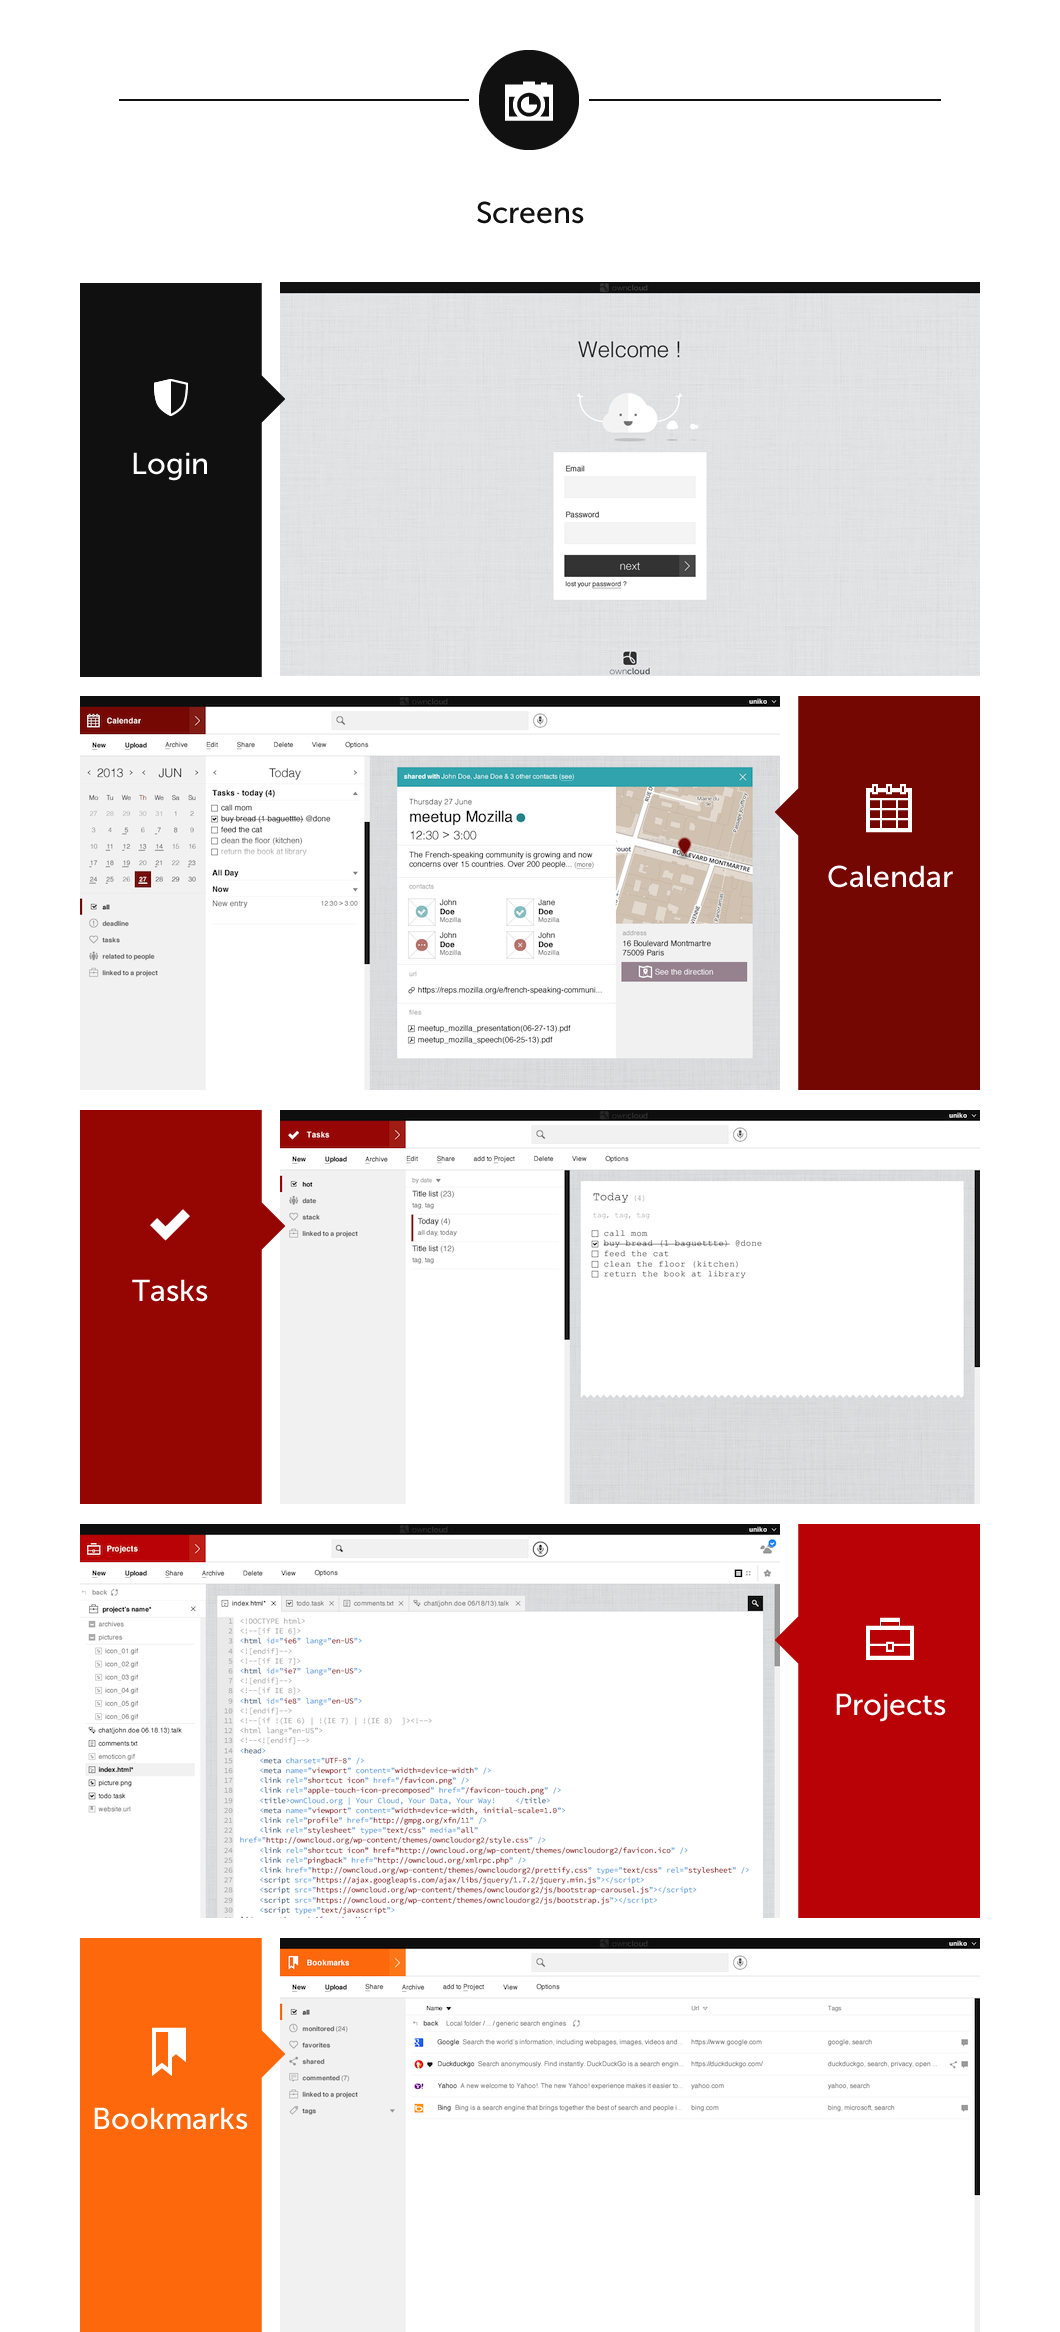 Screens
owncloud
Login
Welcome !
Email
Password
next
lost your password ?
owncloud
owncloud
unika
Calendar
New Upload Archive Edit Share Delete View Options
2013 JUN
Mo Tu We Th We Sa Su
27 28 29 30 31 1 2
3 4 5 6 7 8 9
10 11 12 13 14 15 16
17 18 19 20 21 22 23
24 25 26 27 28 29 30
all
deadline
tasks
related to people
linked to a project
Today
Tasks - today (4)
call mom
buy bread (1 baguettte) @done
feed the cat
clean the floor (kitchen)
return the book at library
All Day
Now
New entry 12:30 > 3:00
shared with John Doe, Jane Doe & 3 other contacts (see)
Thursday 27 June
meetup Mozilla
12:30 > 3:00
The French-speaking community is growing and now
concerns over 15 countries. Over 200 people... (more)
contacts
John Doe Mozilla
Jane Doe Mozilla
John Doe Mozilla
John Doe Mozilla
url
https://reps.mozilla.org/e/french-speaking-communi...
files
meetup_mozilla_presentation(06-27-13).pdf
meetup_mozilla_speech(06-25-13).pdf
BOULEVARD MONTMARTRE
address
16 Boulevard Montmartre
75009 Paris
See the direction
Calendar
owncloud
unika
Tasks
Tasks
New Upload Archive Edit Share add to Project Delete View Options
hot
date
stack
linked to a project
by date
Title list (23)
tag, tag
Today (4)
all day, today
Title list (12)
tag, tag
Today (4)
tag, tag, tag
call mom
buy bread (1 baguettte) @done
feed the cat
clean the floor (kitchen)
return the book at library
owncloud
unika
Projects
New Upload Share Archive Delete View Options
back
project's name*
archives
pictures
icon_01.gif
icon_02.gif
icon_03.gif
icon_04.gif
icon_05.gif
icon_06.gif
chat(john.doe 06.18.13).talk
comments.txt
emoticon.gif
index.html*
picture.png
todo.task
website.url
index.html* todo.task comments.txt chat(john.doe 06/18/13).talk
1 <!DOCTYPE html>
2 <!--[if IE 6]>
3 <html id="ie6" lang="en-US">
4 <![endif]-->
5 <!--[if IE 7]>
6 <html id="ie7" lang="en-US">
7 <![endif]-->
8 <!--[if IE 8]>
9 <html id="ie8" lang="en-US">
10 <![endif]-->
11 <!--[if !(IE 6) | !(IE 7) | !(IE 8) ]><!-->
12 <html lang="en-US">
13 <!--<![endif]-->
14 <head>
15 <meta charset="UTF-8" />
16 <meta name="viewport" content="width=device-width" />
17 <link rel="shortcut icon" href="/favicon.png" />
18 <link rel="apple-touch-icon-precomposed" href="/favicon-touch.png" />
19 <title>ownCloud.org | Your Cloud, Your Data, Your Way! </title>
20 <meta name="viewport" content="width=device-width, initial-scale=1.0">
21 <link rel="profile" href="http://gmpg.org/xfn/11" />
22 <link rel="stylesheet" type="text/css" media="all"
23 href="http://owncloud.org/wp-content/themes/owncloudorg2/style.css" />
24 <link rel="shortcut icon" href="http://owncloud.org/wp-content/themes/owncloudorg2/favicon.ico" />
25 <link rel="pingback" href="http://owncloud.org/xmlrpc.php" />
26 <link href="http://owncloud.org/wp-content/themes/owncloudorg2/prettify.css" type="text/css" rel="stylesheet" />
27 <script src="https://ajax.googleapis.com/ajax/libs/jquery/1.7.2/jquery.min.js"></script>
28 <script src="https://owncloud.org/wp-content/themes/owncloudorg2/js/bootstrap-carousel.js"></script>
29 <script src="https://owncloud.org/wp-content/themes/owncloudorg2/js/bootstrap.js"></script>
30 <script type="text/javascript">
Projects
owncloud
unika
Bookmarks
Bookmarks
New Upload Share Archive add to Project View Options
all
monitored (24)
favorites
shared
commented (7)
linked to a project
tags
Name Url Tags
back Local folder / .. / generic search engines
Google Search the world's information, including webpages, images, videos and... https://www.google.com google, search
Duckduckgo Search anonymously. Find instantly. DuckDuckGo is a search engin... https://duckduckgo.com/ duckduckgo, search, privacy, open ...
Yahoo A new welcome to Yahoo!. The new Yahoo! experience makes it easier to... yahoo.com yahoo, search
Bing Bing is a search engine that brings together the best of search and people i... bing.com bing, microsoft, search